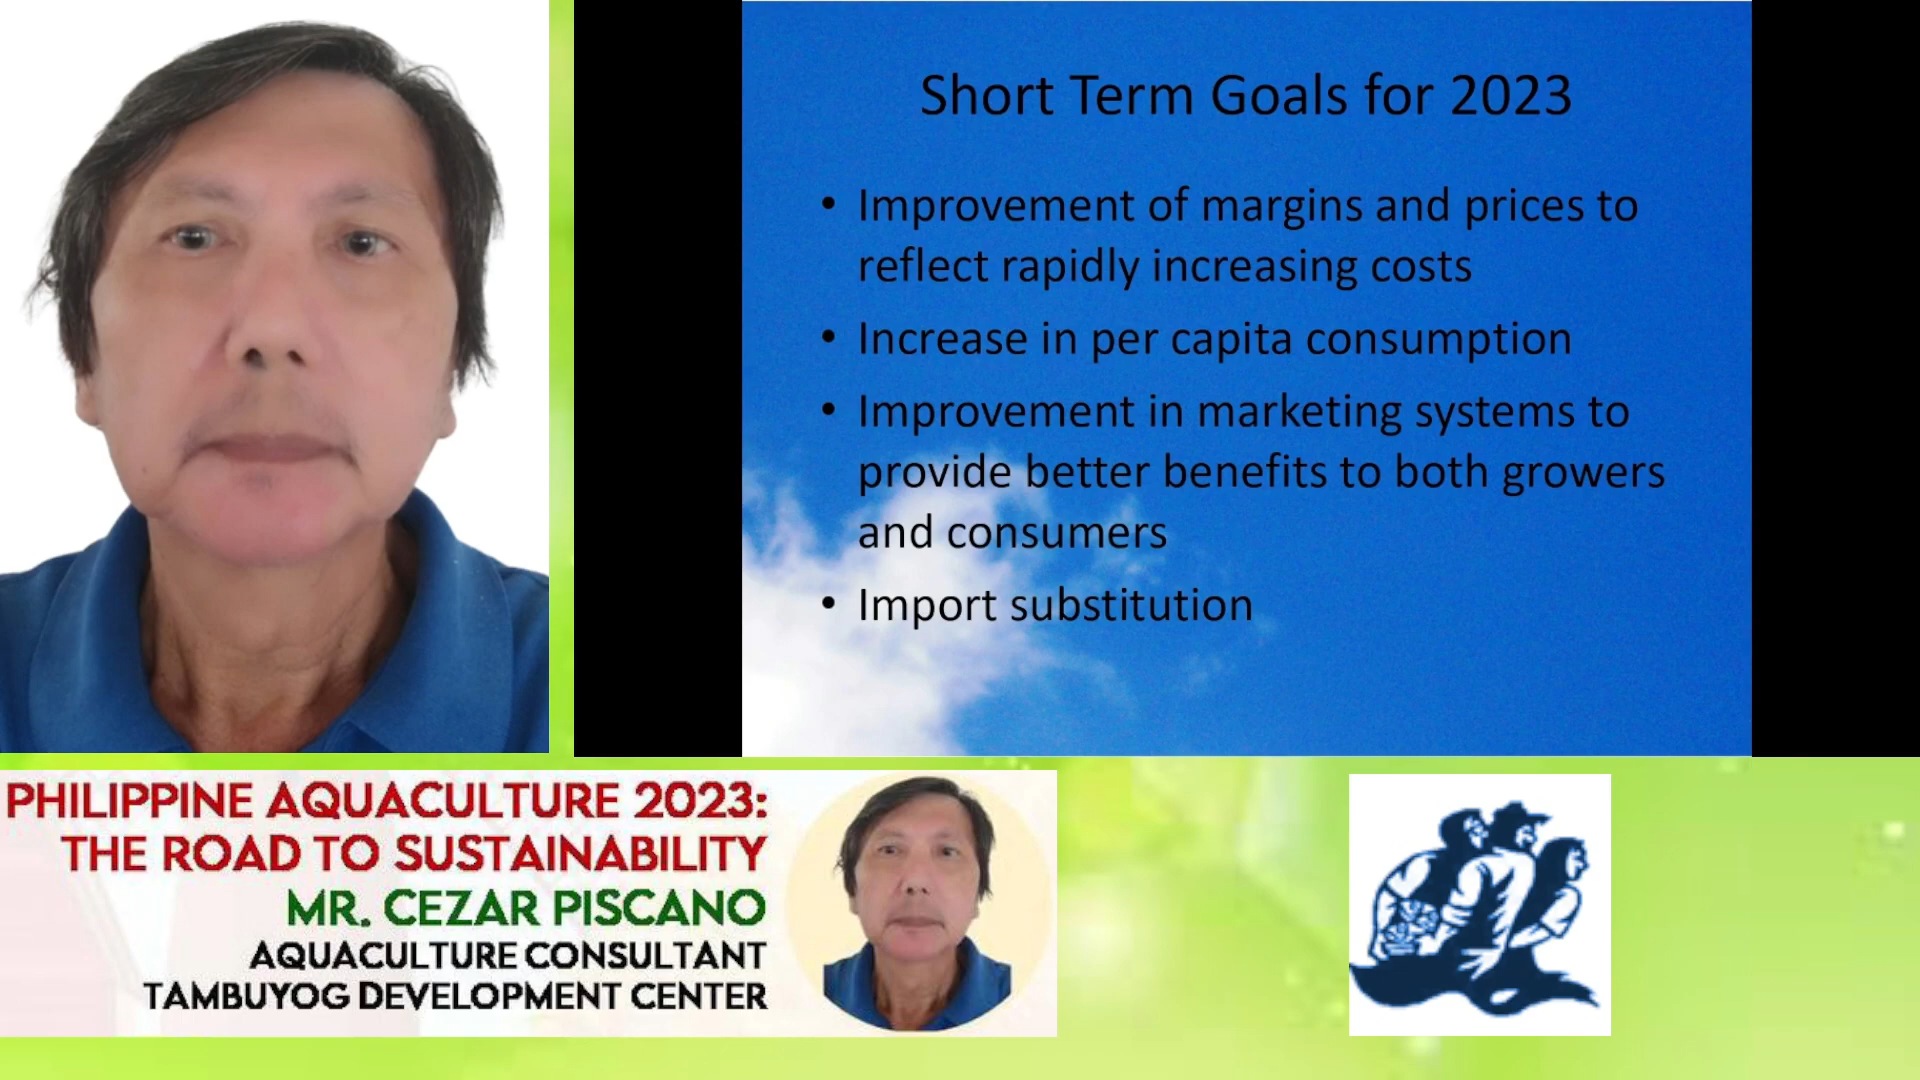 Short Term Goals for 2023
• Improvement of margins and prices to
reflect rapidly increasing costs
• Increase in per capita consumption
• Improvement in marketing systems to
provide better benefits to both growers
and consumers
• Import substitution
PHILIPPINE AQUACULTURE 2023:
THE ROAD TO SUSTAINABILITY
MR. CEZAR PISCANO
AQUACULTURE CONSULTANT
TAMBUYOG DEVELOPMENT CENTER